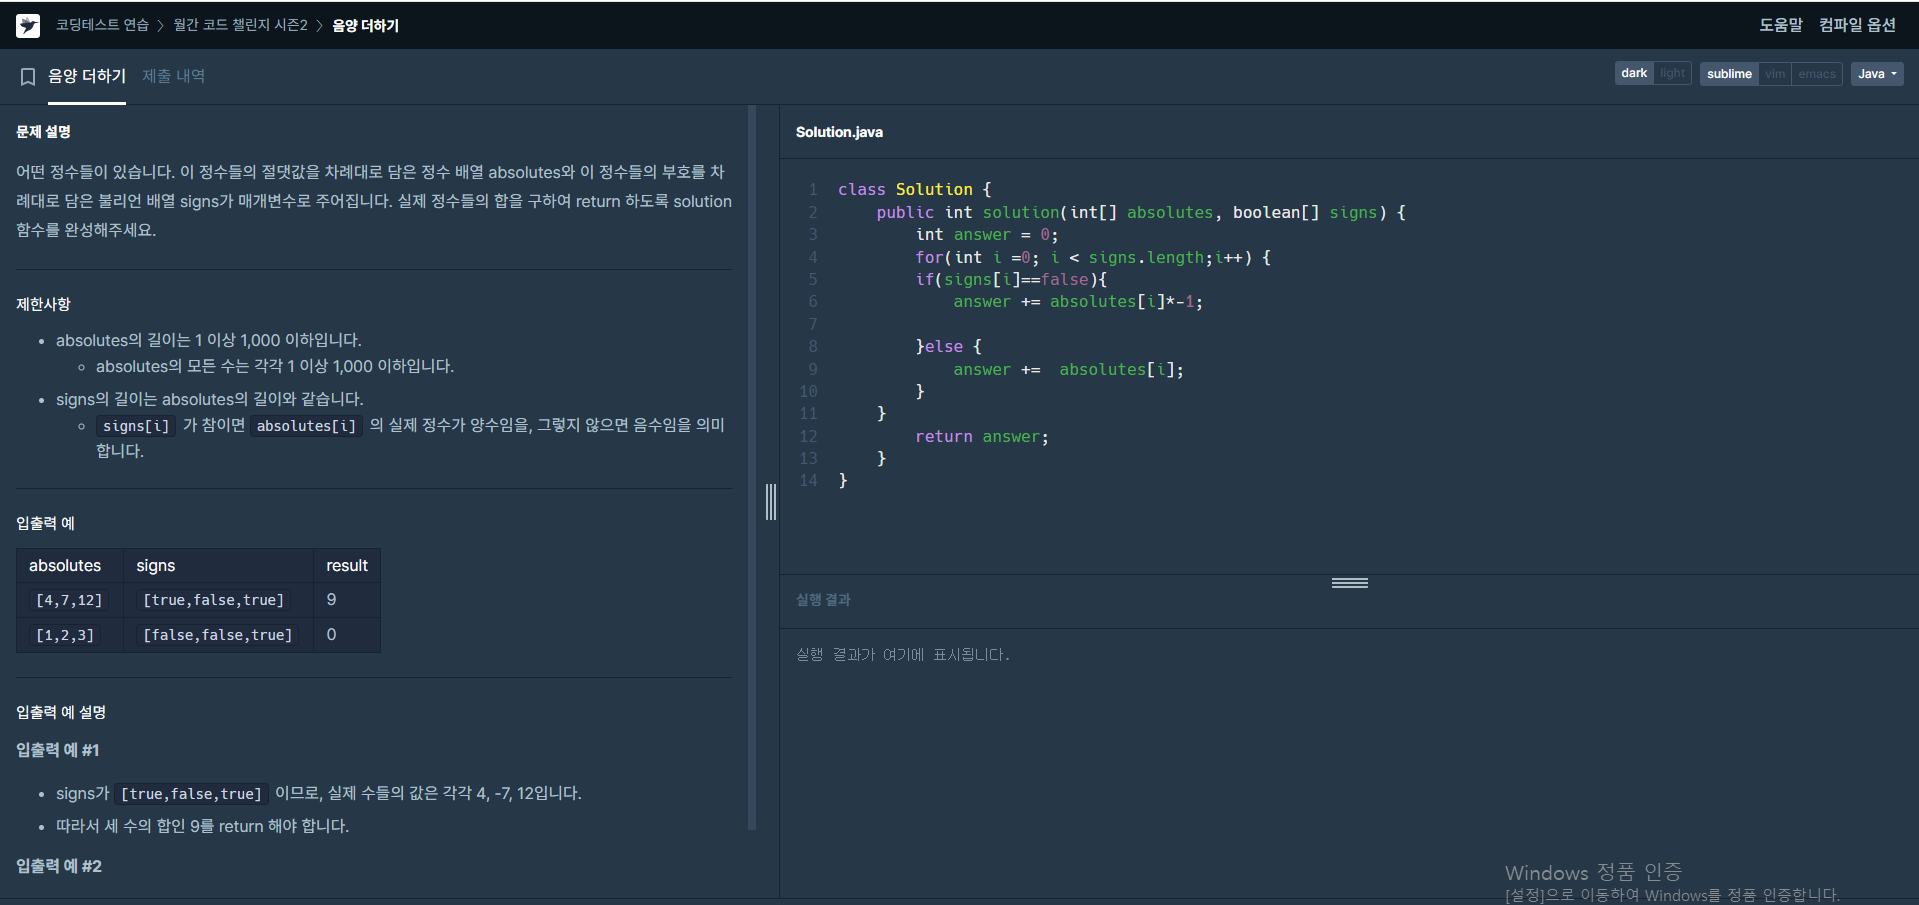 코딩테스트 연습 > 월간 코드 챌린지 시즌2 > 음양 더하기
도움말 컴파일 옵션
음양 더하기 제출 내역
dark light sublime vim emacs Java
문제 설명
어떤 정수들이 있습니다. 이 정수들의 절댓값을 차례대로 담은 정수 배열 absolutes와 이 정수들의 부호를 차
례대로 담은 불리언 배열 signs가 매개변수로 주어집니다. 실제 정수들의 합을 구하여 return 하도록 solution
함수를 완성해주세요.
제한사항
• absolutes의 길이는 1 이상 1,000 이하입니다.
◦ absolutes의 모든 수는 각각 1 이상 1,000 이하입니다.
• signs의 길이는 absolutes의 길이와 같습니다.
◦ signs[i] 가 참이면 absolutes[i] 의 실제 정수가 양수임을, 그렇지 않으면 음수임을 의미
합니다.
입출력 예
absolutes signs result
[4,7,12] [true,false,true] 9
[1,2,3] [false,false,true] 0
입출력 예 설명
입출력 예 #1
• signs가 [true,false,true] 이므로, 실제 수들의 값은 각각 4, -7, 12입니다.
• 따라서 세 수의 합인 9를 return 해야 합니다.
입출력 예 #2
Solution.java
1 class Solution {
2     public int solution(int[] absolutes, boolean[] signs) {
3         int answer = 0;
4         for(int i =0; i < signs.length;i++) {
5         if(signs[i]==false){
6             answer += absolutes[i]*-1;
7
8         }else {
9             answer +=  absolutes[i];
10         }
11     }
12         return answer;
13     }
14 }
실행 결과
실행 결과가 여기에 표시됩니다.
Windows 정품 인증
[설정]으로 이동하여 Windows를 정품 인증합니다.